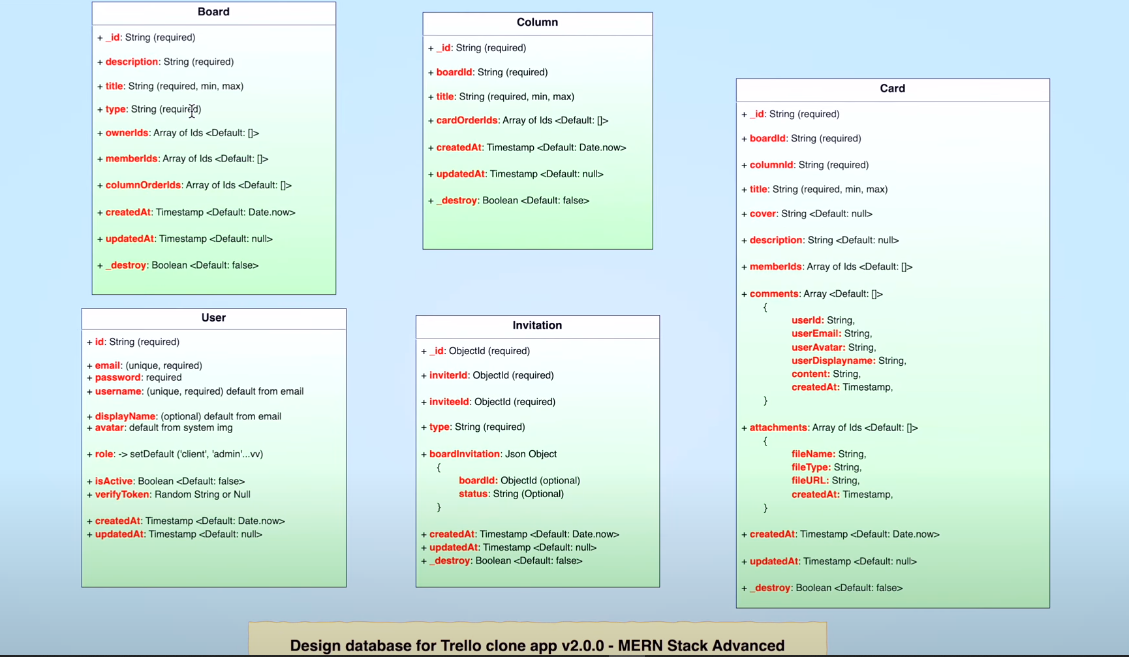 Board
+ _id: String (required)
+ description: String (required)
+ title: String (required, min, max)
+ type: String (required)
+ ownerIds: Array of Ids <Default: []>
+ memberIds: Array of Ids <Default: []>
+ columnOrderIds: Array of Ids <Default: []>
+ createdAt: Timestamp <Default: Date.now>
+ updatedAt: Timestamp <Default: null>
+ _destroy: Boolean <Default: false>
Column
+ _id: String (required)
+ boardId: String (required)
+ title: String (required, min, max)
+ cardOrderIds: Array of Ids <Default: []>
+ createdAt: Timestamp <Default: Date.now>
+ updatedAt: Timestamp <Default: null>
+ _destroy: Boolean <Default: false>
Card
+ _id: String (required)
+ boardId: String (required)
+ columnId: String (required)
+ title: String (required, min, max)
+ cover: String <Default: null>
+ description: String <Default: null>
+ memberIds: Array of Ids <Default: []>
+ comments: Array <Default: []>
{
userId: String,
userEmail: String,
userAvatar: String,
userDisplayname: String,
content: String,
createdAt: Timestamp,
}
+ attachments: Array of Ids <Default: []>
{
fileName: String,
fileType: String,
fileURL: String,
createdAt: Timestamp,
}
+ createdAt: Timestamp <Default: Date.now>
+ updatedAt: Timestamp <Default: null>
+ _destroy: Boolean <Default: false>
User
+ id: String (required)
+ email: (unique, required)
+ password: required
+ username: (unique, required) default from email
+ displayName: (optional) default from email
+ avatar: default from system img
+ role: -> setDefault ('client', 'admin'...vv)
+ isActive: Boolean <Default: false>
+ verifyToken: Random String or Null
+ createdAt: Timestamp <Default: Date.now>
+ updatedAt: Timestamp <Default: null>
Invitation
+ _id: ObjectId (required)
+ inviterId: ObjectId (required)
+ inviteeId: ObjectId (required)
+ type: String (required)
+ boardInvitation: Json Object
{
boardId: ObjectId (optional)
status: String (Optional)
}
+ createdAt: Timestamp <Default: Date.now>
+ updatedAt: Timestamp <Default: null>
+ _destroy: Boolean <Default: false>
Design database for Trello clone app v2.0.0 - MERN Stack Advanced